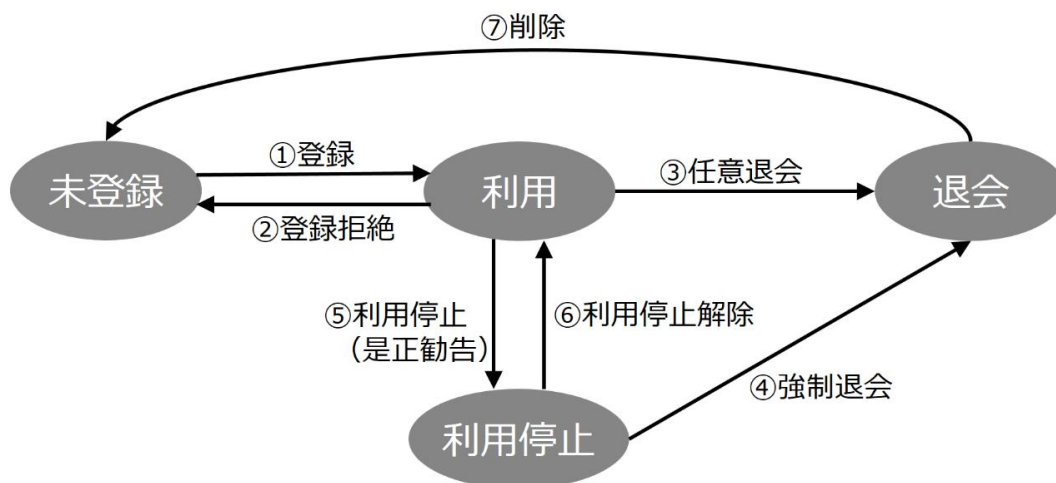 ⑦削除
未登録
①登録
②登録拒絶
利用
③任意退会
退会
⑤利用停止
（是正勧告）
⑥利用停止解除
④強制退会
利用停止